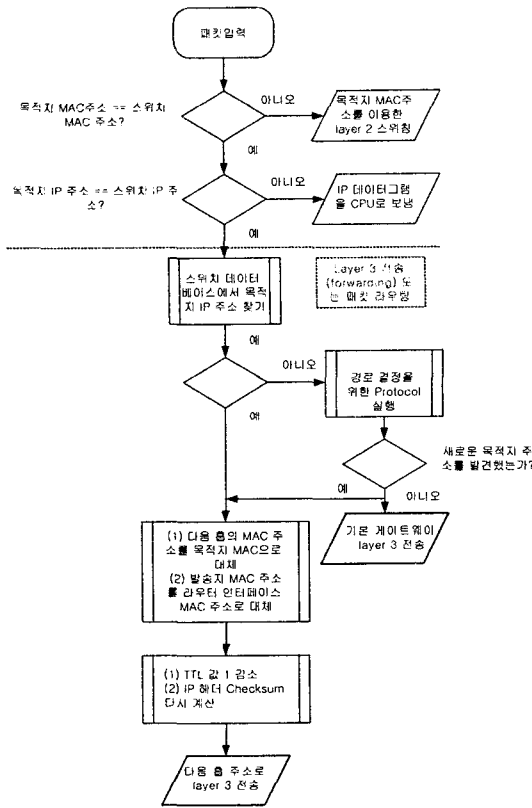 패킷입력
목적지 MAC주소 == 스위치
MAC 주소?
아니오
목적지 MAC주
소를 이용한
layer 2 스위칭
예
목적지 IP 주소 == 스위치 IP 주
소?
아니오
IP 데이터그램
을 CPU로 보냄
예
스위치 데이터
베이스에서 목적
지 IP 주소 찾기
Layer 3 전송
(forwarding) 또
는 패킷 라우팅
예
아니오
경로 결정을
위한 Protocol
실행
예
새로운 목적지 주
소를 발견했는가?
예
아니오
기본 게이트웨이
layer 3 전송
(1) 다음 홉의 MAC 주
소를 목적지 MAC으로
대체
(2) 발송지 MAC 주소
를 라우터 인터페이스
MAC 주소로 대체
(1) TTL 값 1 감소
(2) IP 헤더 Checksum
다시 계산
다음 홉 주소로
layer 3 전송